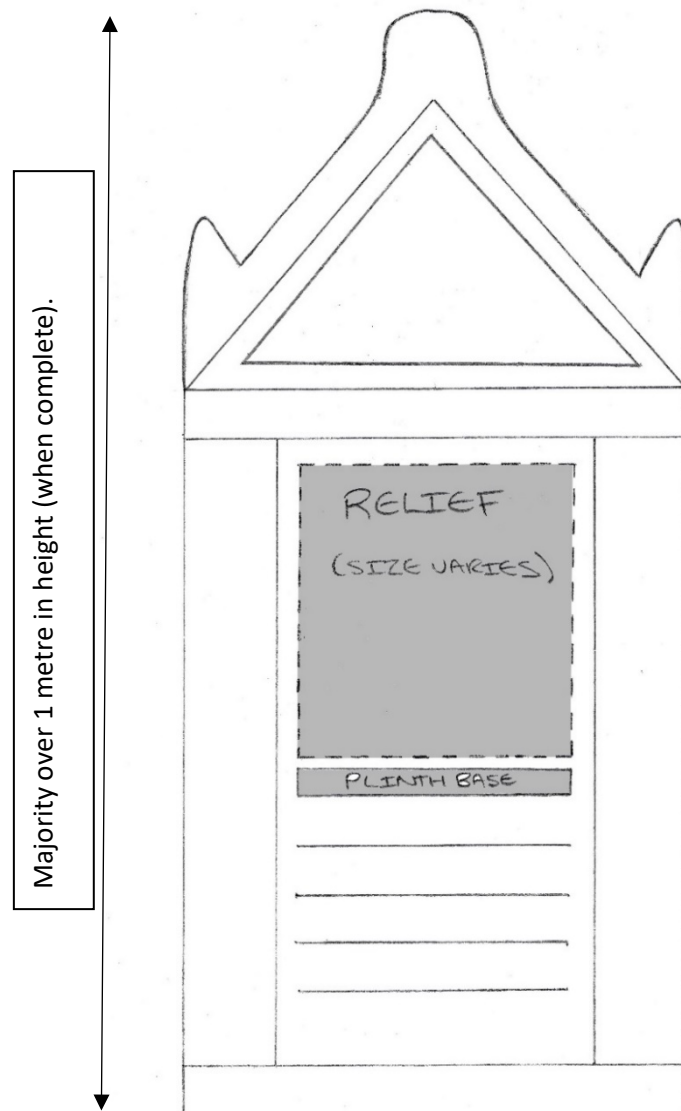 Majority over 1 metre in height (when complete).
RELIEF
(SIZE VARIES)
PLINTH BASE